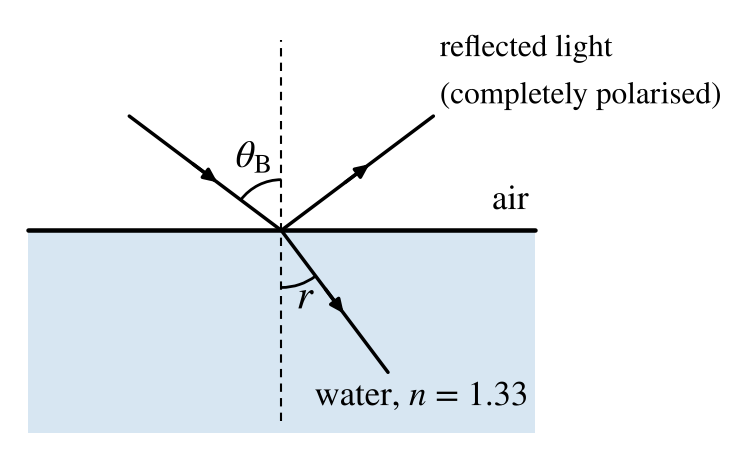 reflected light
(completely polarised)
θB
air
r
water, n = 1.33